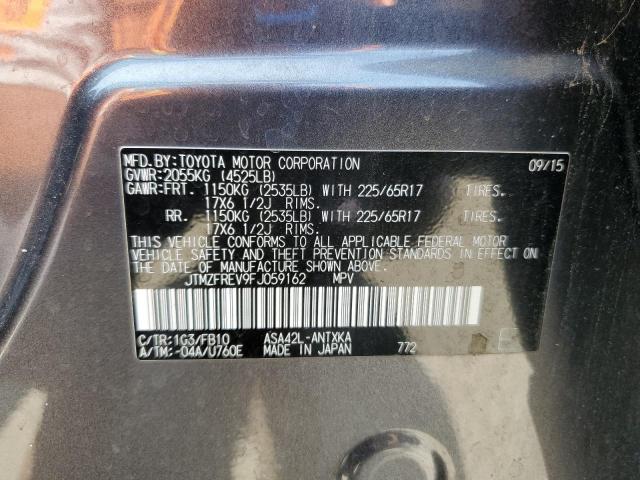 MFD.BY:TOYOTA MOTOR CORPORATION 09/15
GVWR:2055KG (4525LB)
GAWR:FRT. 1150KG (2535LB) WITH 225/65R17 TIRES.
17X6 1/2J RIMS.
RR. 1150KG (2535LB) WITH 225/65R17 TIRES.
17X6 1/2J RIMS.
THIS VEHICLE CONFORMS TO ALL APPLICABLE FEDERAL MOTOR
VEHICLE SAFETY AND THEFT PREVENTION STANDARDS IN EFFECT
ON THE DATE OF MANUFACTURE SHOWN ABOVE.
JTMZFREV9FJ059162 MPV
C/TR:1G3/FB10 ASA42L-ANTXKA
A/TM:-04A/U760E MADE IN JAPAN 772